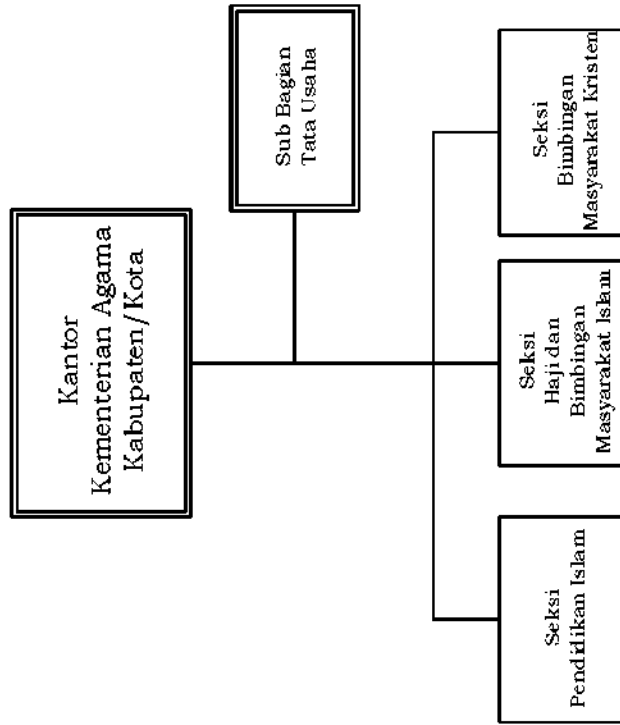 Kantor
Kementerian Agama
Kabupaten/Kota
Sub Bagian
Tata Usaha
Seksi
Pendidikan Islam
Seksi
Haji dan
Bimbingan
Masyarakat Islam
Seksi
Bimbingan
Masyarakat Kristen